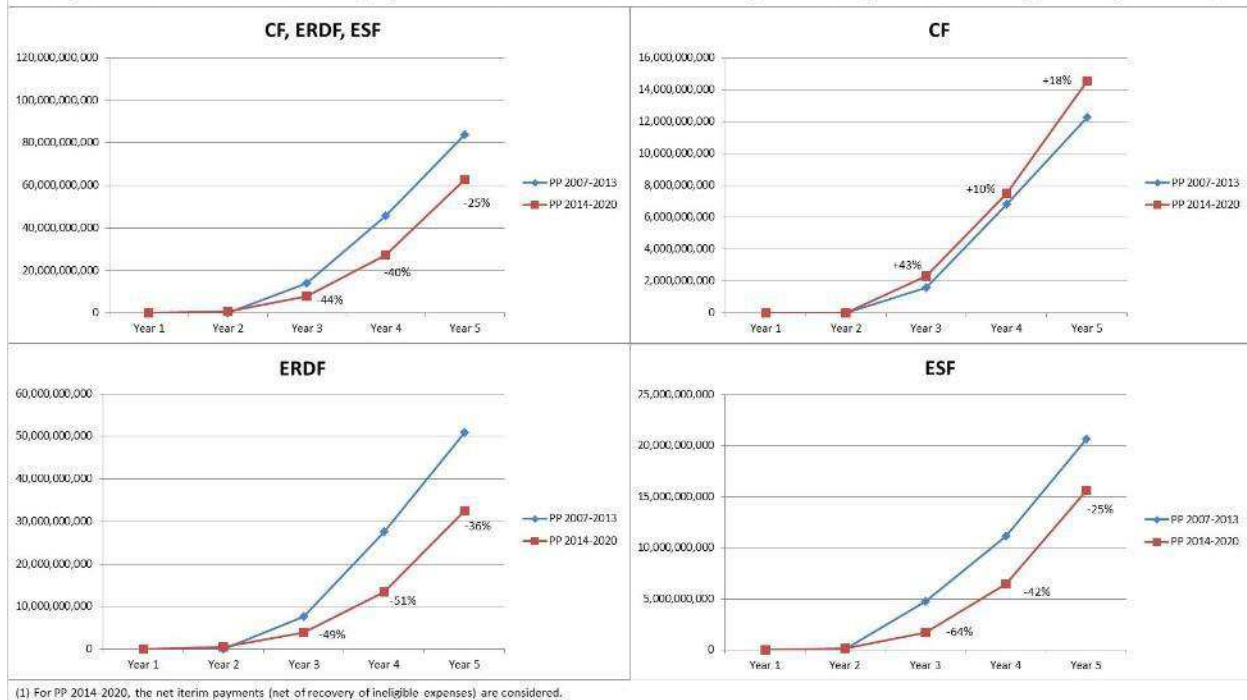 CF, ERDF, ESF
120,000,000,000
100,000,000,000
80,000,000,000
60,000,000,000
40,000,000,000
20,000,000,000
0
Year 1 Year 2 Year 3 Year 4 Year 5
-44%
-40%
-25%
PP 2007-2013
PP 2014-2020
CF
16,000,000,000
14,000,000,000
12,000,000,000
10,000,000,000
8,000,000,000
6,000,000,000
4,000,000,000
2,000,000,000
0
Year 1 Year 2 Year 3 Year 4 Year 5
+43%
+10%
+18%
PP 2007-2013
PP 2014-2020
ERDF
60,000,000,000
50,000,000,000
40,000,000,000
30,000,000,000
20,000,000,000
10,000,000,000
0
Year 1 Year 2 Year 3 Year 4 Year 5
-49%
-51%
-36%
PP 2007-2013
PP 2014-2020
ESF
25,000,000,000
20,000,000,000
15,000,000,000
10,000,000,000
5,000,000,000
0
Year 1 Year 2 Year 3 Year 4 Year 5
-64%
-42%
-25%
PP 2007-2013
PP 2014-2020
(1) For PP 2014-2020, the net iterim payments (net of recovery of ineligible expenses) are considered.